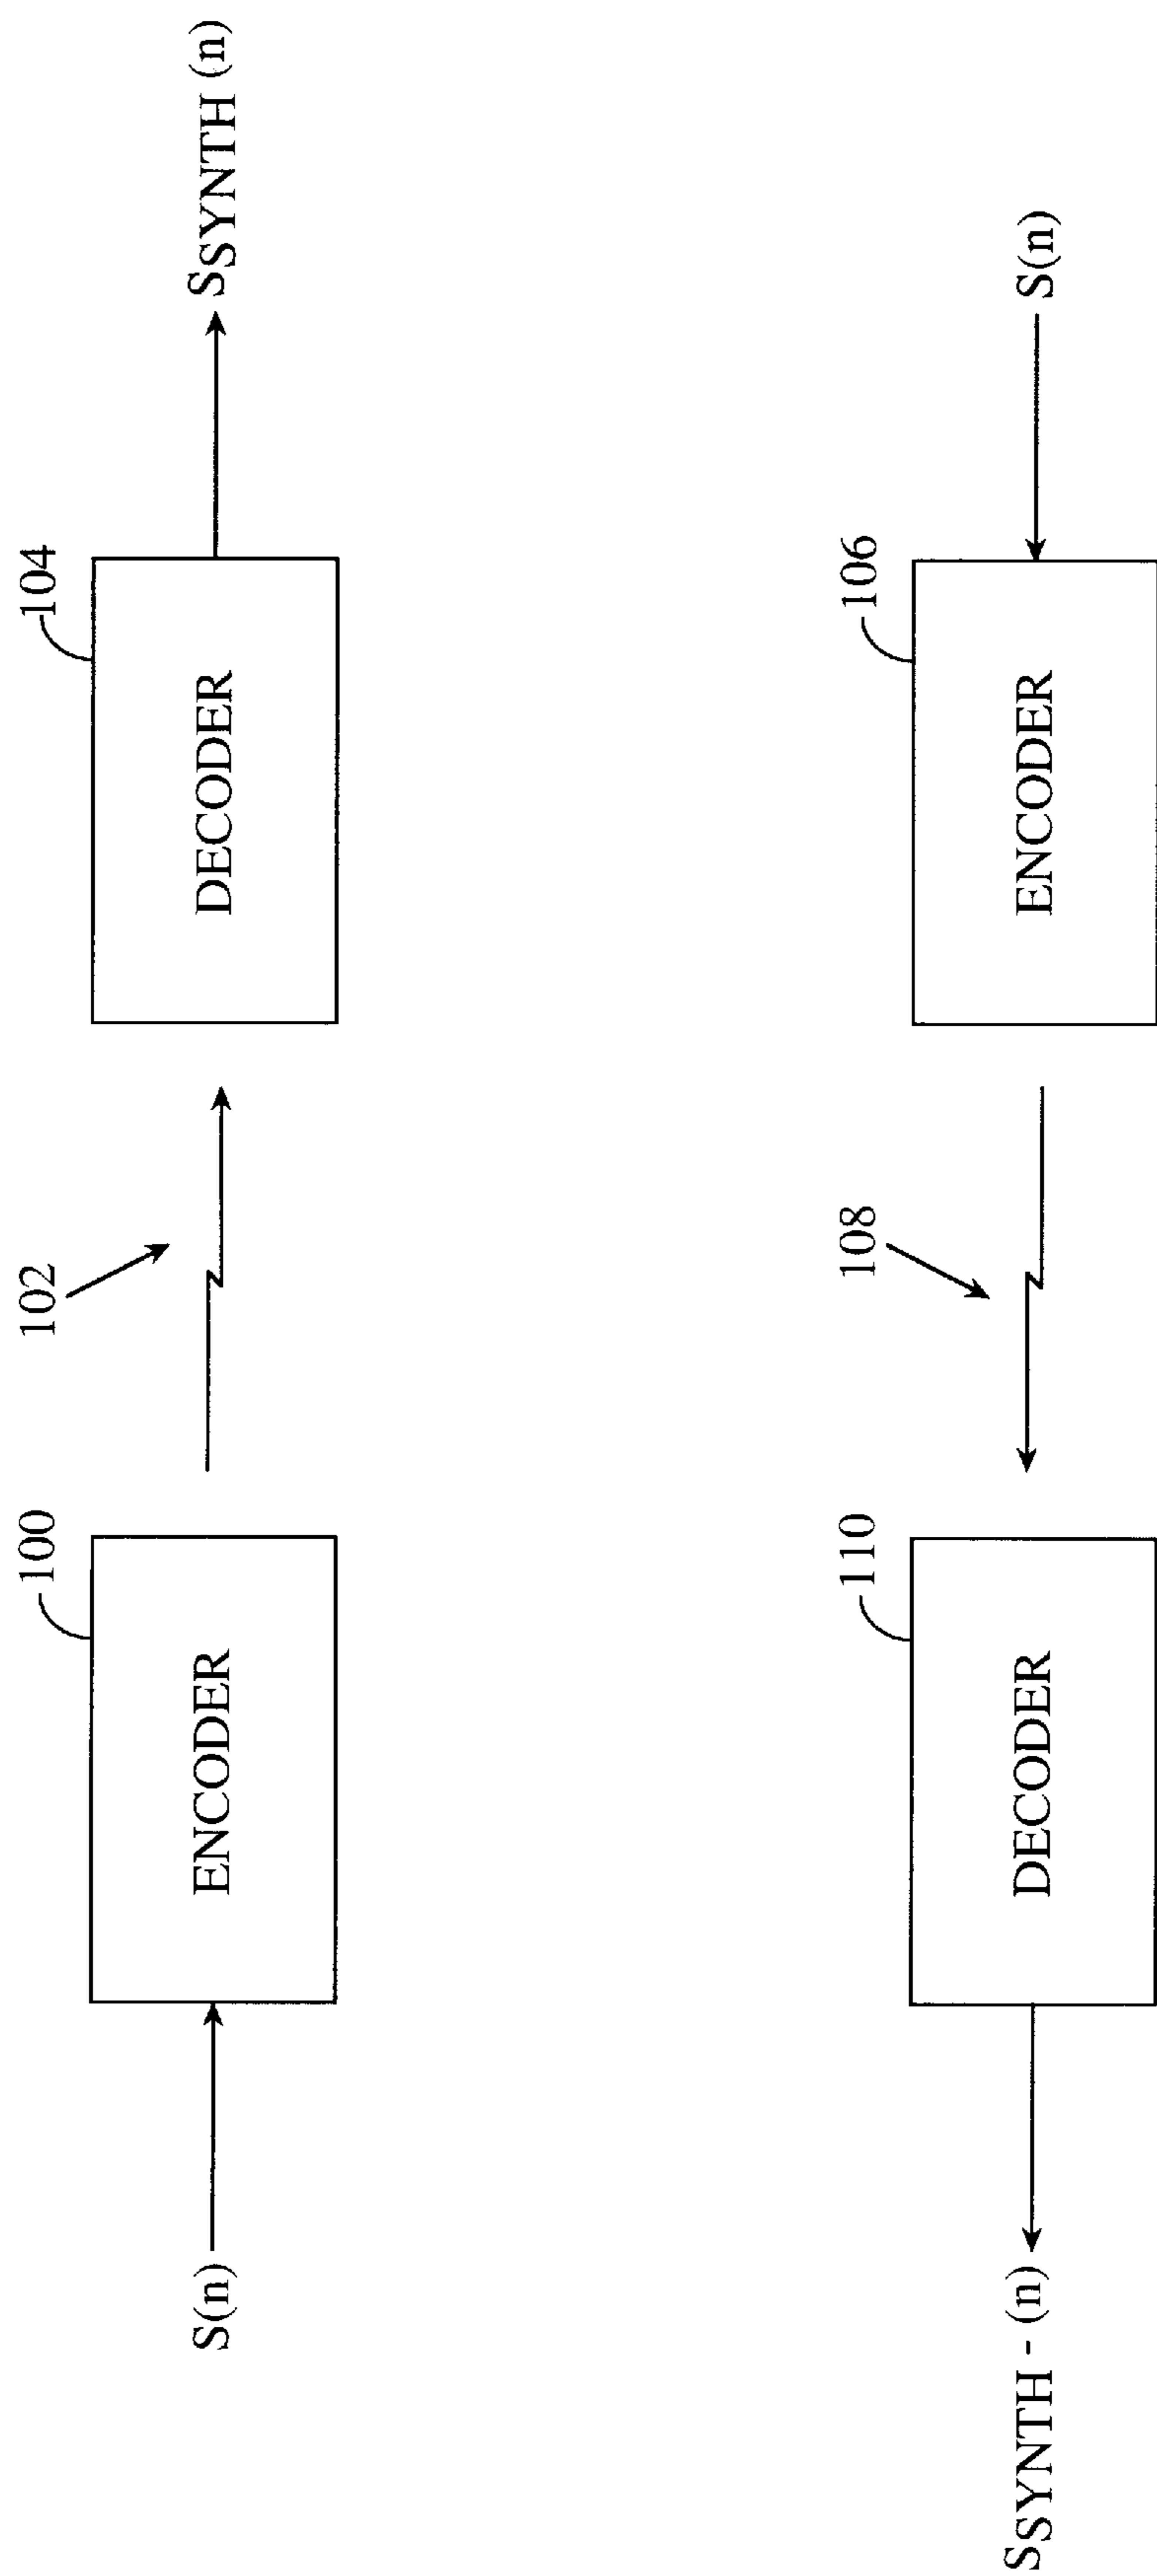 100
102
104
S(n)
ENCODER
DECODER
SSYNTH (n)
110
108
106
SSYNTH - (n)
DECODER
ENCODER
S(n)